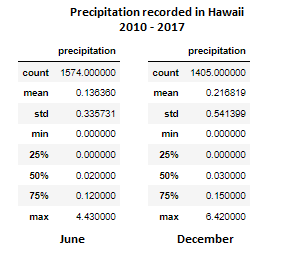 Precipitation recorded in Hawaii
2010 - 2017
precipitation precipitation
count 1574.000000 count 1405.000000
mean 0.136360 mean 0.216819
std 0.335731 std 0.541399
min 0.000000 min 0.000000
25% 0.000000 25% 0.000000
50% 0.020000 50% 0.030000
75% 0.120000 75% 0.150000
max 4.430000 max 6.420000
June December